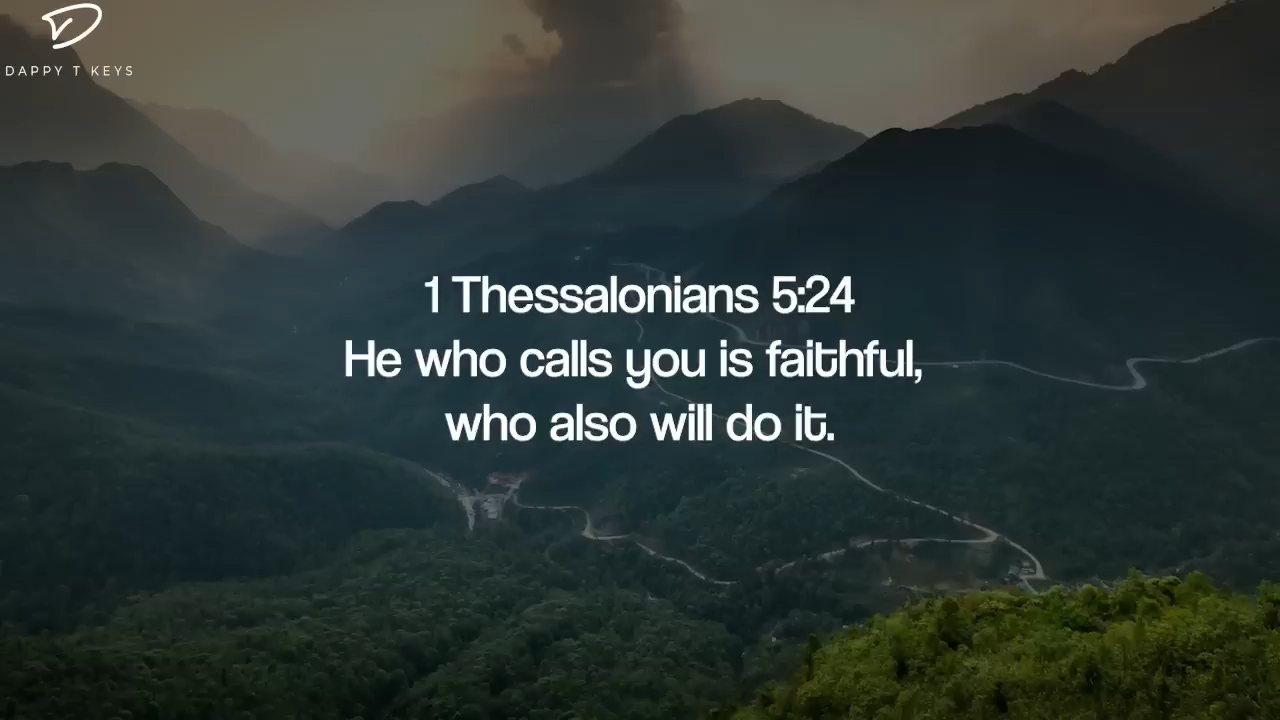 DAPPY T KEYS
1 Thessalonians 5:24
He who calls you is faithful,
who also will do it.